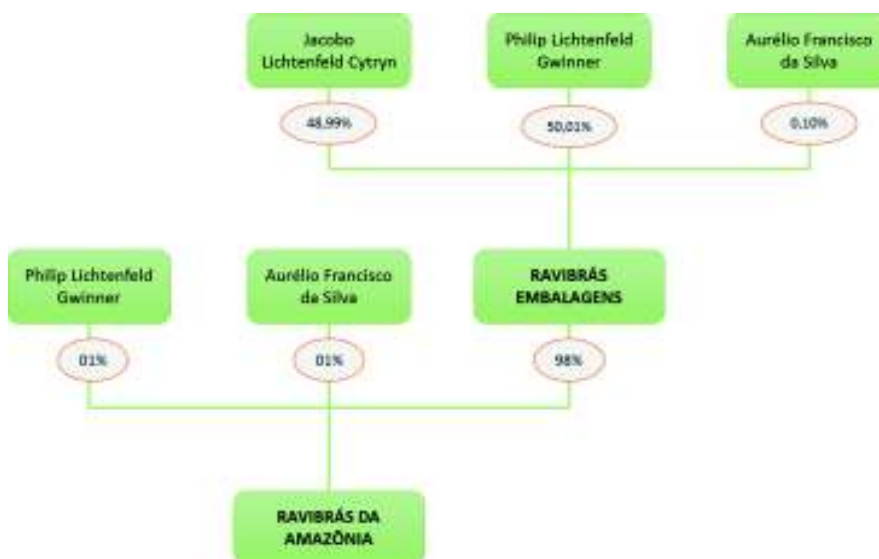 Jacobo
Lichtenfeld Cytryn
Philip Lichtenfeld
Gwinner
Aurélio Francisco
da Silva
48,99%
50,01%
0,10%
Philip Lichtenfeld
Gwinner
Aurélio Francisco
da Silva
RAVIBRÁS
EMBALAGENS
01%
01%
98%
RAVIBRÁS DA
AMAZÔNIA